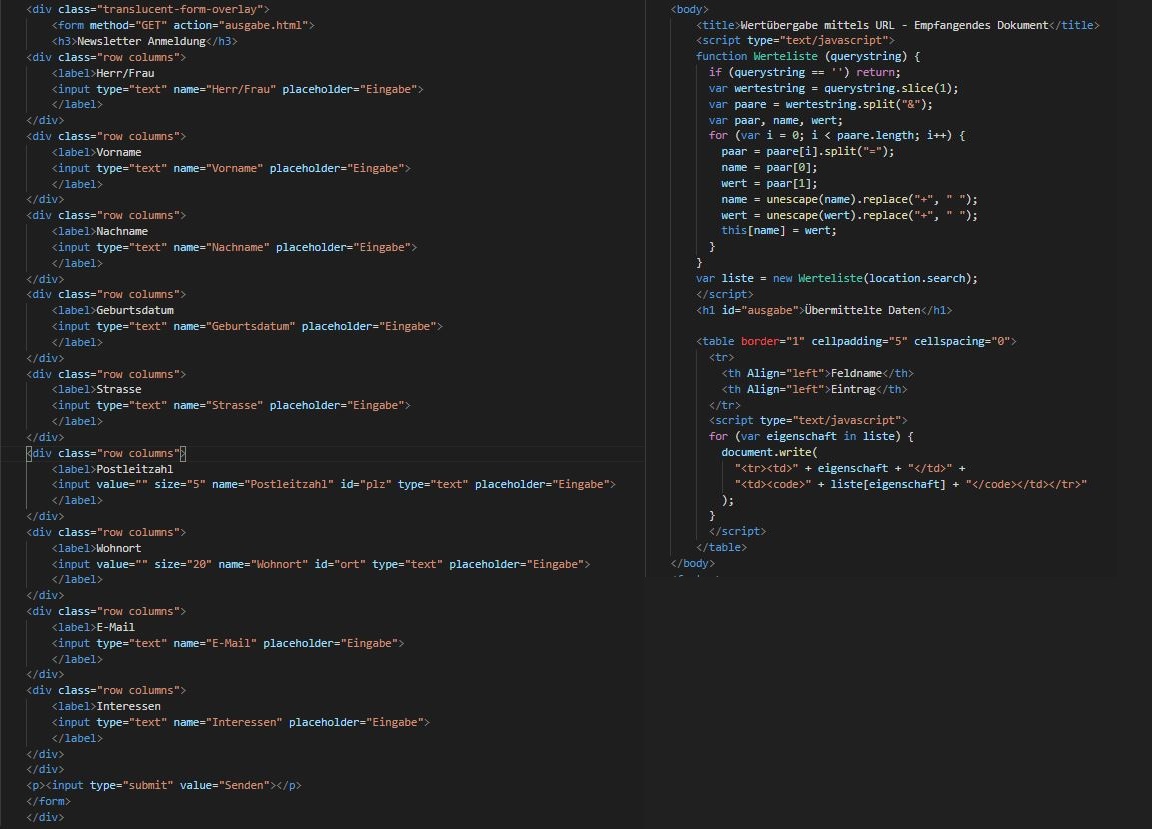 <div class="translucent-form-overlay">
<form method="GET" action="ausgabe.html">
<h3>Newsletter Anmeldung</h3>
<div class="row columns">
<label>Herr/Frau
<input type="text" name="Herr/Frau" placeholder="Eingabe">
</label>
</div>
<div class="row columns">
<label>Vorname
<input type="text" name="Vorname" placeholder="Eingabe">
</label>
</div>
<div class="row columns">
<label>Nachname
<input type="text" name="Nachname" placeholder="Eingabe">
</label>
</div>
<div class="row columns">
<label>Geburtsdatum
<input type="text" name="Geburtsdatum" placeholder="Eingabe">
</label>
</div>
<div class="row columns">
<label>Strasse
<input type="text" name="Strasse" placeholder="Eingabe">
</label>
</div>
<div class="row columns">
<label>Postleitzahl
<input value="" size="5" name="Postleitzahl" id="plz" type="text" placeholder="Eingabe">
</label>
</div>
<div class="row columns">
<label>Wohnort
<input value="" size="20" name="Wohnort" id="ort" type="text" placeholder="Eingabe">
</label>
</div>
<div class="row columns">
<label>E-Mail
<input type="text" name="E-Mail" placeholder="Eingabe">
</label>
</div>
<div class="row columns">
<label>Interessen
<input type="text" name="Interessen" placeholder="Eingabe">
</label>
</div>
</div>
<p><input type="submit" value="Senden"></p>
</form>
</div>
<body>
<title>Wertübergabe mittels URL - Empfangendes Dokument</title>
<script type="text/javascript">
function Werteliste (querystring) {
if (querystring == '') return;
var wertestring = querystring.slice(1);
var paare = wertestring.split("&");
var paar, name, wert;
for (var i = 0; i < paare.length; i++) {
paar = paare[i].split("=");
name = paar[0];
wert = paar[1];
name = unescape(name).replace("+", " ");
wert = unescape(wert).replace("+", " ");
this[name] = wert;
}
}
var liste = new Werteliste(location.search);
</script>
<h1 id="ausgabe">Übermittelte Daten</h1>
<table border="1" cellpadding="5" cellspacing="0">
<tr>
<th Align="left">Feldname</th>
<th Align="left">Eintrag</th>
</tr>
<script type="text/javascript">
for (var eigenschaft in liste) {
document.write(
"<tr><td>" + eigenschaft + "</td>" +
"<td><code>" + liste[eigenschaft] + "</code></td></tr>"
);
}
</script>
</table>
</body>